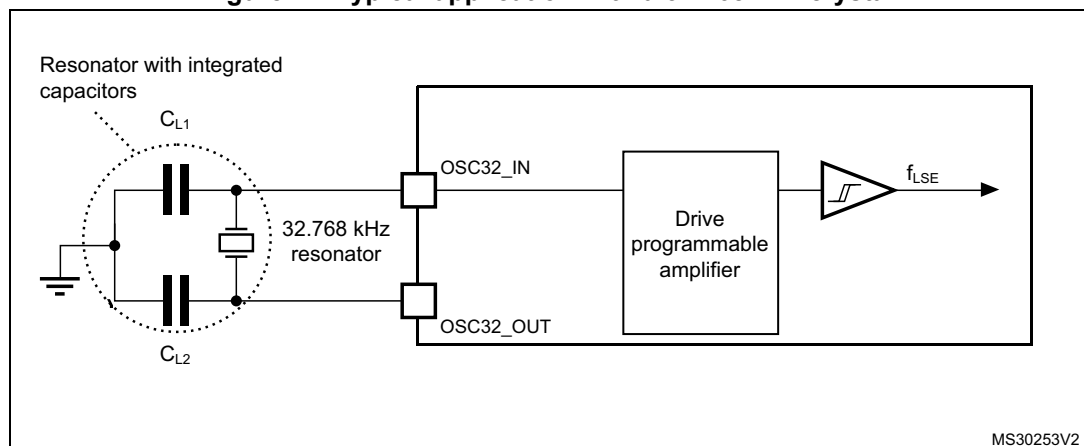 Resonator with integrated
capacitors
CL1
OSC32_IN
fLSE
32.768 kHz
resonator
Drive
programmable
amplifier
OSC32_OUT
CL2
MS30253V2